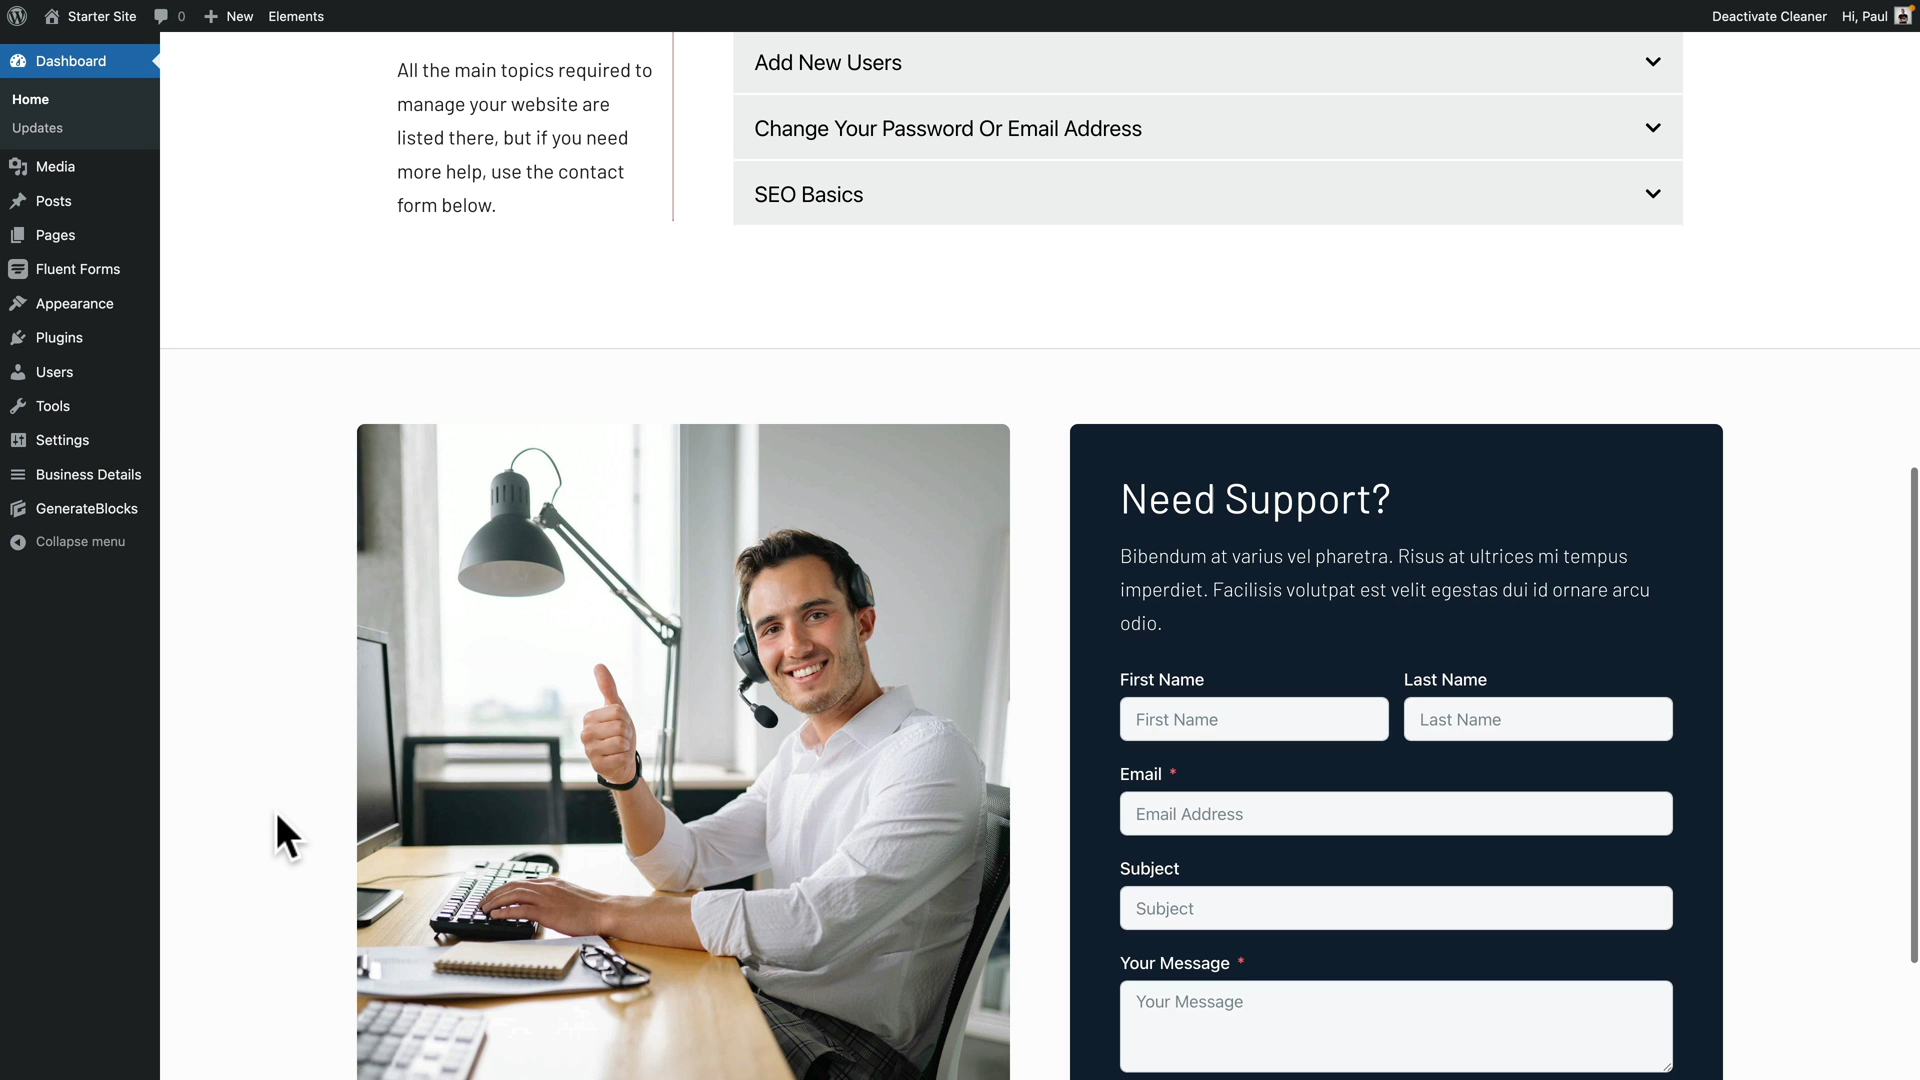 Starter Site
0
New
Elements
Deactivate Cleaner
Hi, Paul
Dashboard
Home
Updates
Media
Posts
Pages
Fluent Forms
Appearance
Plugins
Users
Tools
Settings
Business Details
GenerateBlocks
Collapse menu
All the main topics required to
manage your website are
listed there, but if you need
more help, use the contact
form below.
Add New Users
Change Your Password Or Email Address
SEO Basics
Need Support?
Bibendum at varius vel pharetra. Risus at ultrices mi tempus
imperdiet. Facilisis volutpat est velit egestas dui id ornare arcu
odio.
First Name
Last Name
First Name
Last Name
Email *
Email Address
Subject
Subject
Your Message *
Your Message